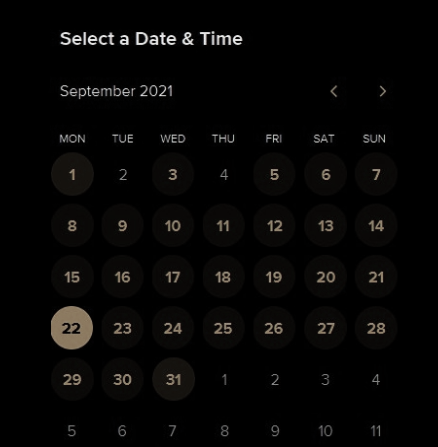 Select a Date & Time
September 2021
MON TUE WED THU FRI SAT SUN
1 2 3 4 5 6 7
8 9 10 11 12 13 14
15 16 17 18 19 20 21
22 23 24 25 26 27 28
29 30 31 1 2 3 4
5 6 7 8 9 10 11